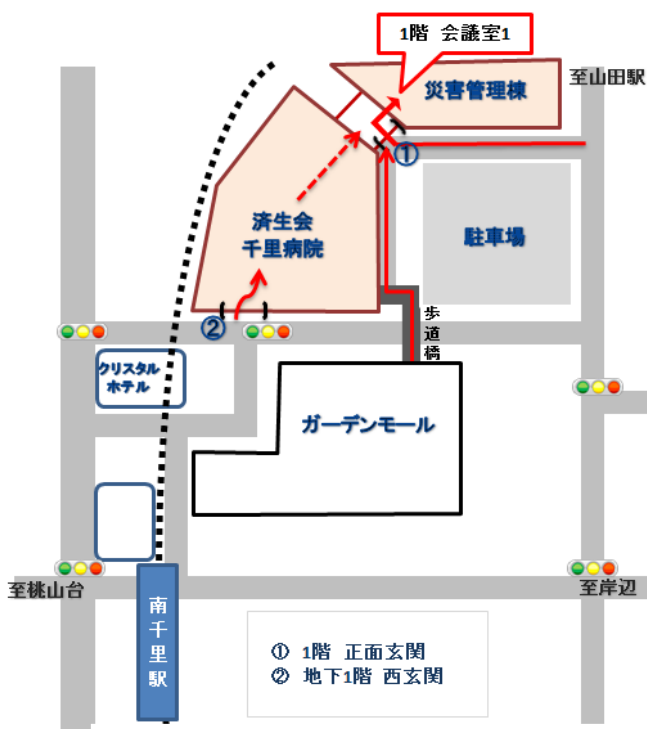 1階 会議室1
至山田駅
災害管理棟
①
済生会
千里病院
駐車場
②
歩道橋
クリスタル
ホテル
ガーデンモール
至桃山台
至岸辺
南千里駅
① 1階 正面玄関
② 地下1階 西玄関